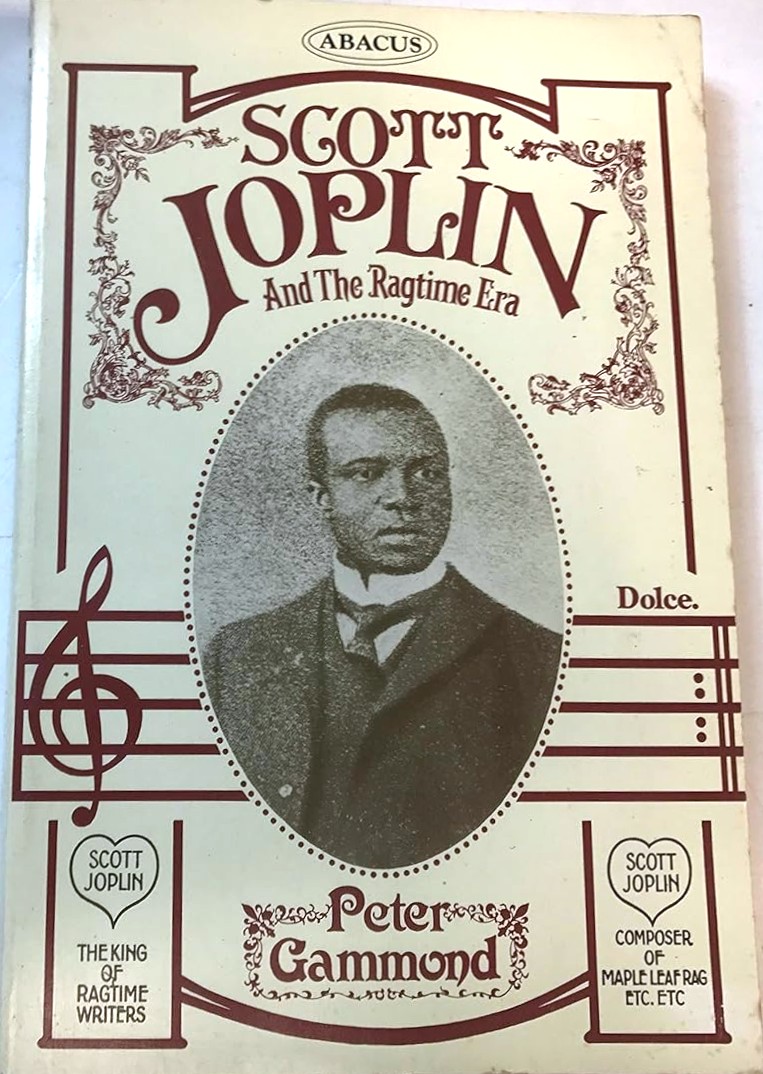 ABACUS
SCOTT
JOPLIN
And The Ragtime Era
Dolce.
SCOTT
JOPLIN
THE KING
OF
RAGTIME
WRITERS
Peter
Gammond
SCOTT
JOPLIN
COMPOSER
OF
MAPLE LEAF RAG
ETC. ETC